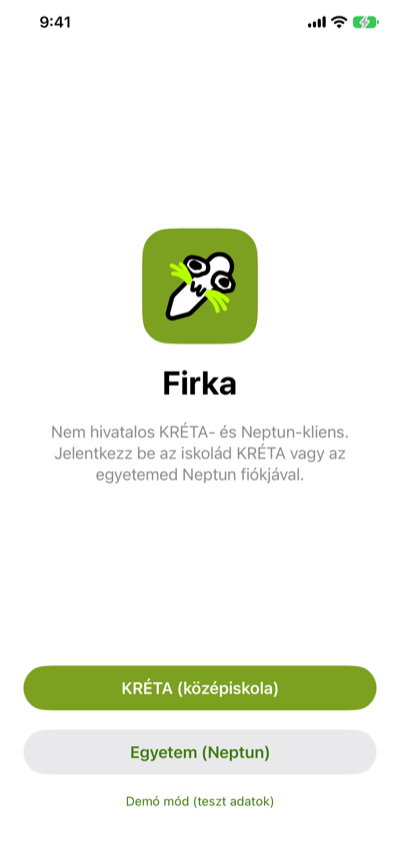 9:41
Firka
Nem hivatalos KRÉTA- és Neptun-kliens.
Jelentkezz be az iskolád KRÉTA vagy az
egyetemed Neptun fiókjával.
KRÉTA (középiskola)
Egyetem (Neptun)
Demó mód (teszt adatok)